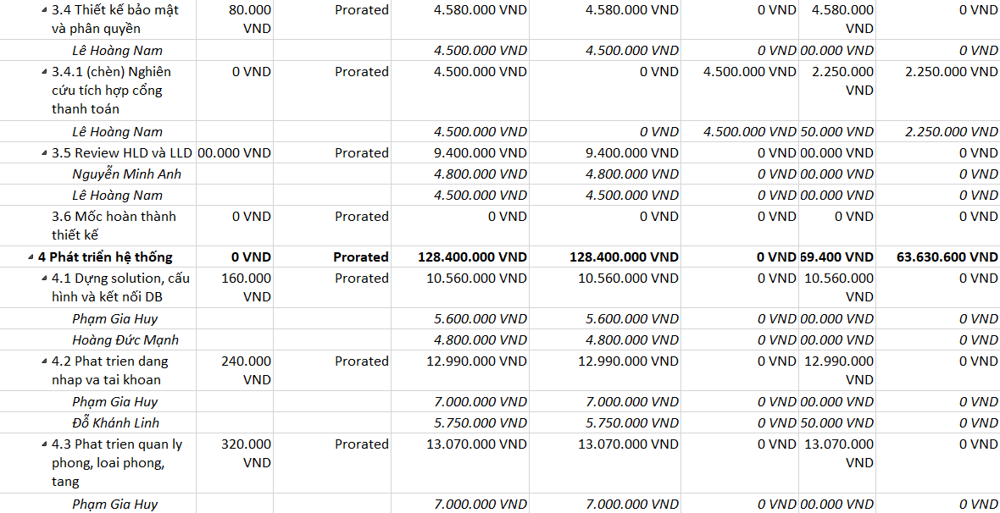 3.4 Thiết kế bảo mật 80.000 Prorated 4.580.000 VND 4.580.000 VND 0 VND 4.580.000 0 VND
và phân quyền VND VND
Lê Hoàng Nam 4.500.000 VND 4.500.000 VND 0 VND 00.000 VND 0 VND
3.4.1 (chèn) Nghiên 0 VND Prorated 4.500.000 VND 0 VND 4.500.000 VND 2.250.000 2.250.000 VND
cứu tích hợp cổng VND
thanh toán
Lê Hoàng Nam 4.500.000 VND 0 VND 4.500.000 VND 50.000 VND 2.250.000 VND
3.5 Review HLD và LLD 00.000 VND Prorated 9.400.000 VND 9.400.000 VND 0 VND 00.000 VND 0 VND
Nguyễn Minh Anh 4.800.000 VND 4.800.000 VND 0 VND 00.000 VND 0 VND
Lê Hoàng Nam 4.500.000 VND 4.500.000 VND 0 VND 00.000 VND 0 VND
3.6 Mốc hoàn thành 0 VND Prorated 0 VND 0 VND 0 VND 0 VND 0 VND
thiết kế
4 Phát triển hệ thống 0 VND Prorated 128.400.000 VND 128.400.000 VND 0 VND 69.400 VND 63.630.600 VND
4.1 Dựng solution, cấu 160.000 Prorated 10.560.000 VND 10.560.000 VND 0 VND 10.560.000 0 VND
hình và kết nối DB VND VND
Phạm Gia Huy 5.600.000 VND 5.600.000 VND 0 VND 00.000 VND 0 VND
Hoàng Đức Mạnh 4.800.000 VND 4.800.000 VND 0 VND 00.000 VND 0 VND
4.2 Phat trien dang 240.000 Prorated 12.990.000 VND 12.990.000 VND 0 VND 12.990.000 0 VND
nhap va tai khoan VND VND
Phạm Gia Huy 7.000.000 VND 7.000.000 VND 0 VND 00.000 VND 0 VND
Đỗ Khánh Linh 5.750.000 VND 5.750.000 VND 0 VND 50.000 VND 0 VND
4.3 Phat trien quan ly 320.000 Prorated 13.070.000 VND 13.070.000 VND 0 VND 13.070.000 0 VND
phong, loai phong, VND VND
tang
Phạm Gia Huy 7.000.000 VND 7.000.000 VND 0 VND 00.000 VND 0 VND